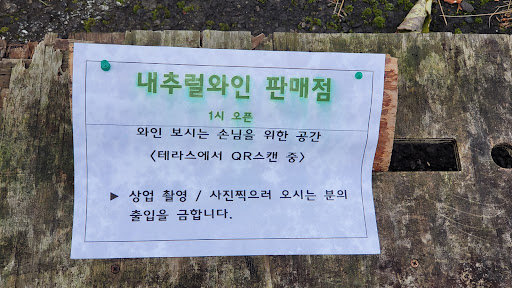 내추럴와인 판매점
1시 오픈
와인 보시는 손님을 위한 공간
<테라스에서 QR스캔 중>
▶ 상업 촬영 / 사진찍으러 오시는 분의
출입을 금합니다.